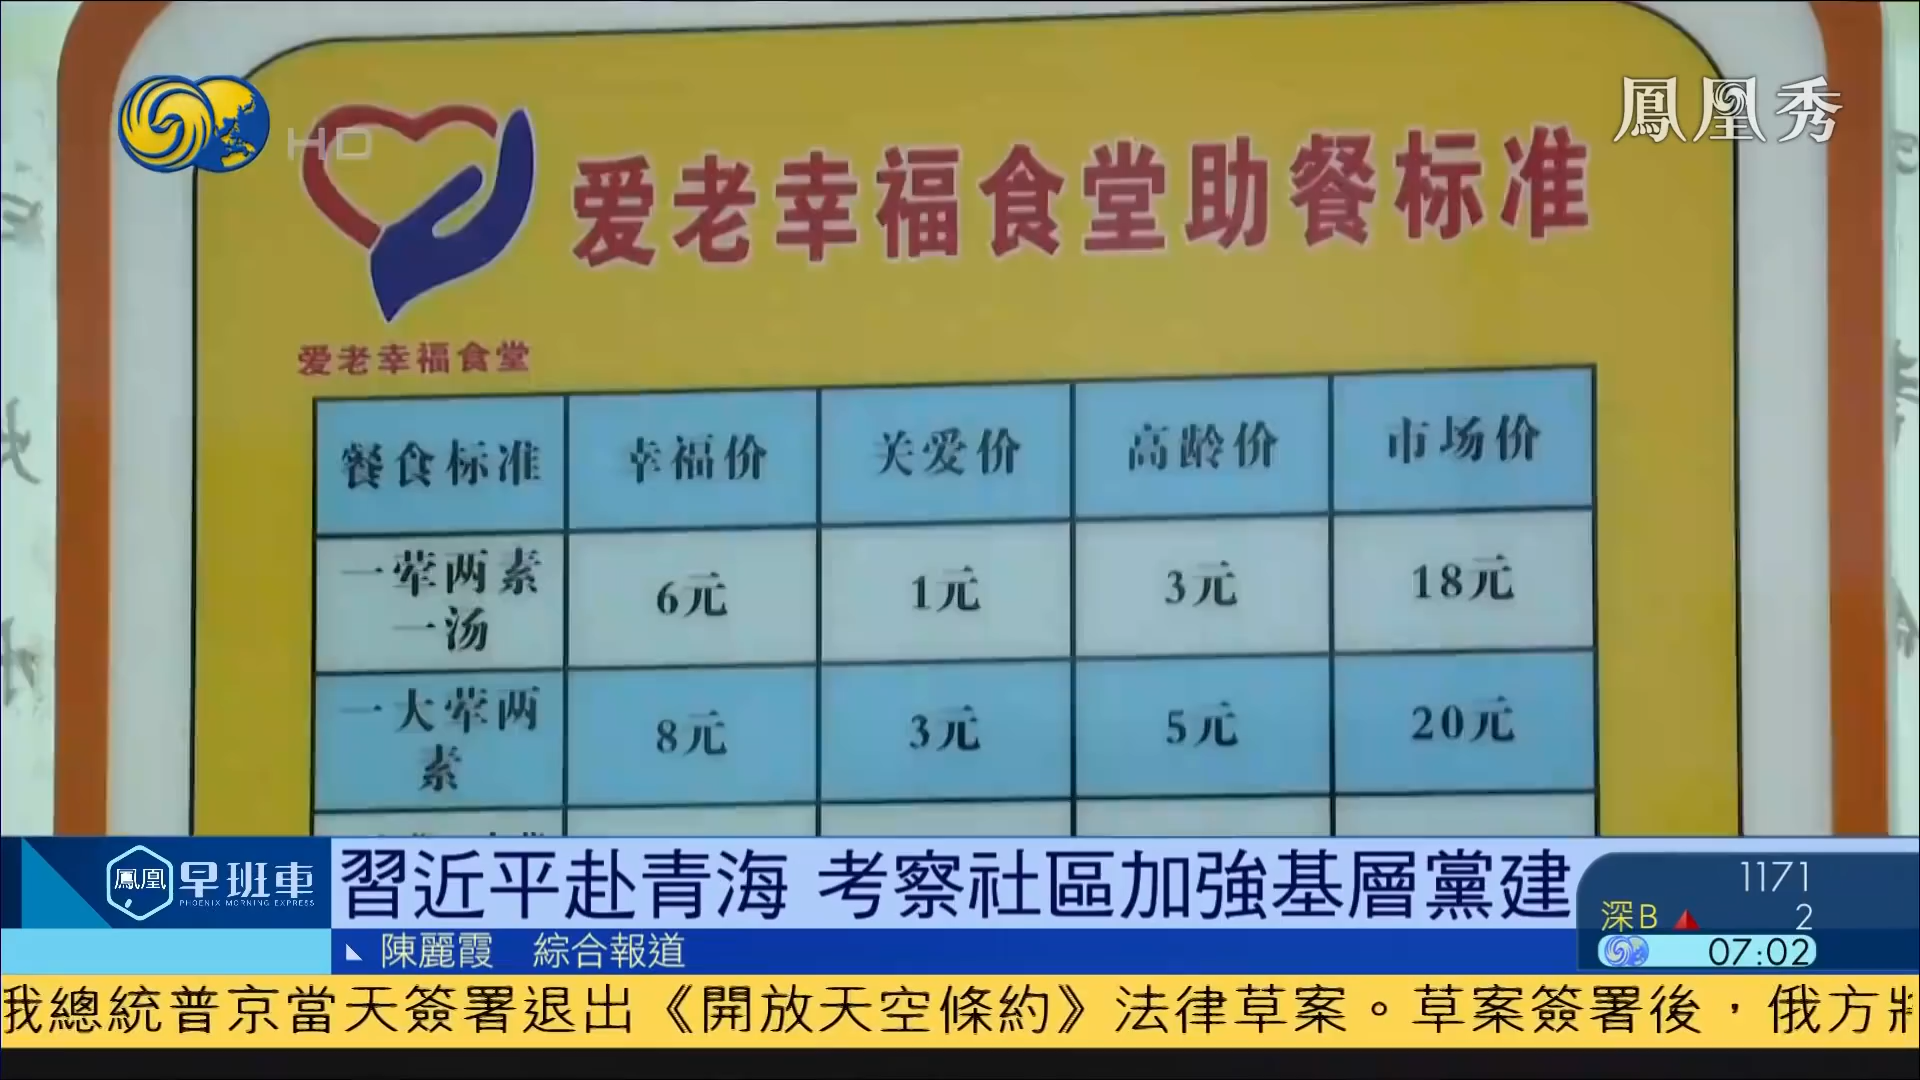 HD
鳳凰秀
爱老幸福食堂助餐标准
爱老幸福食堂
餐食标准 幸福价 关爱价 高龄价 市场价
一荤两素
一汤 6元 1元 3元 18元
一大荤两
素 8元 3元 5元 20元
鳳凰 早班車
PHOENIX MORNING EXPRESS
習近平赴青海 考察社區加強基層黨建
陳麗霞 綜合報道
1171
深B 2
07:02
我總統普京當天簽署退出《開放天空條約》法律草案。草案簽署後，俄方